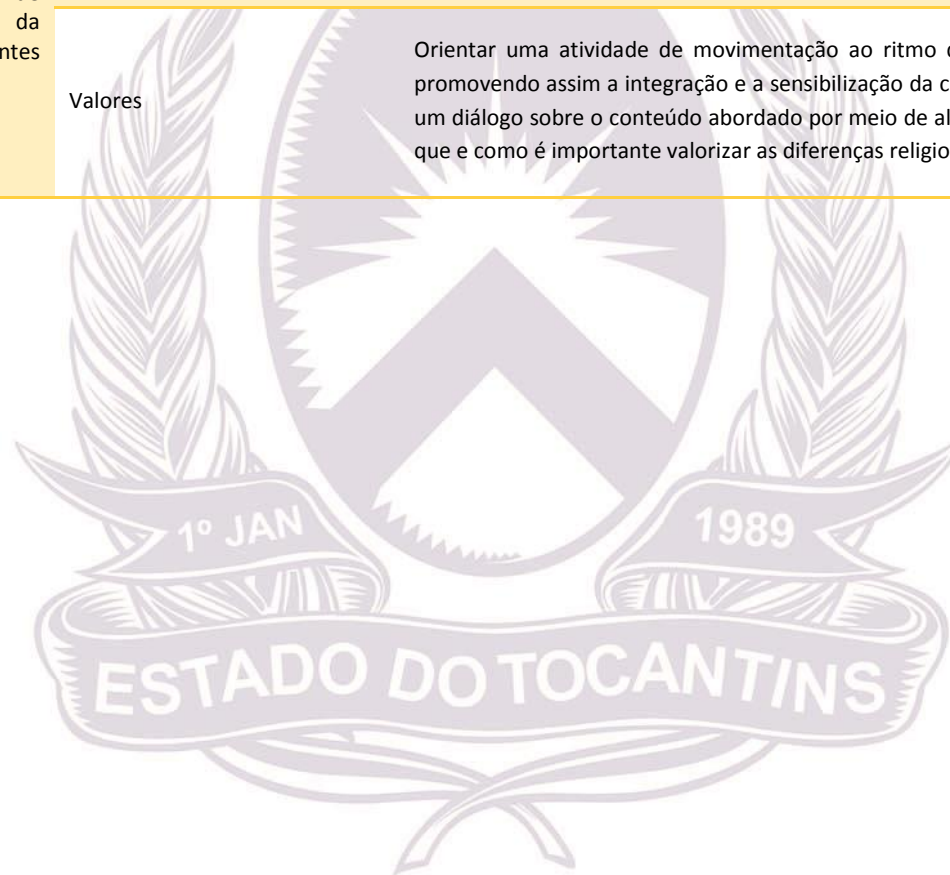 da
ntes
Valores
Orientar uma atividade de movimentação ao ritmo
promovendo assim a integração e a sensibilização da
um diálogo sobre o conteúdo abordado por meio de
que e como é importante valorizar as diferenças
1º JAN
1989
ESTADO DO TOCANTINS